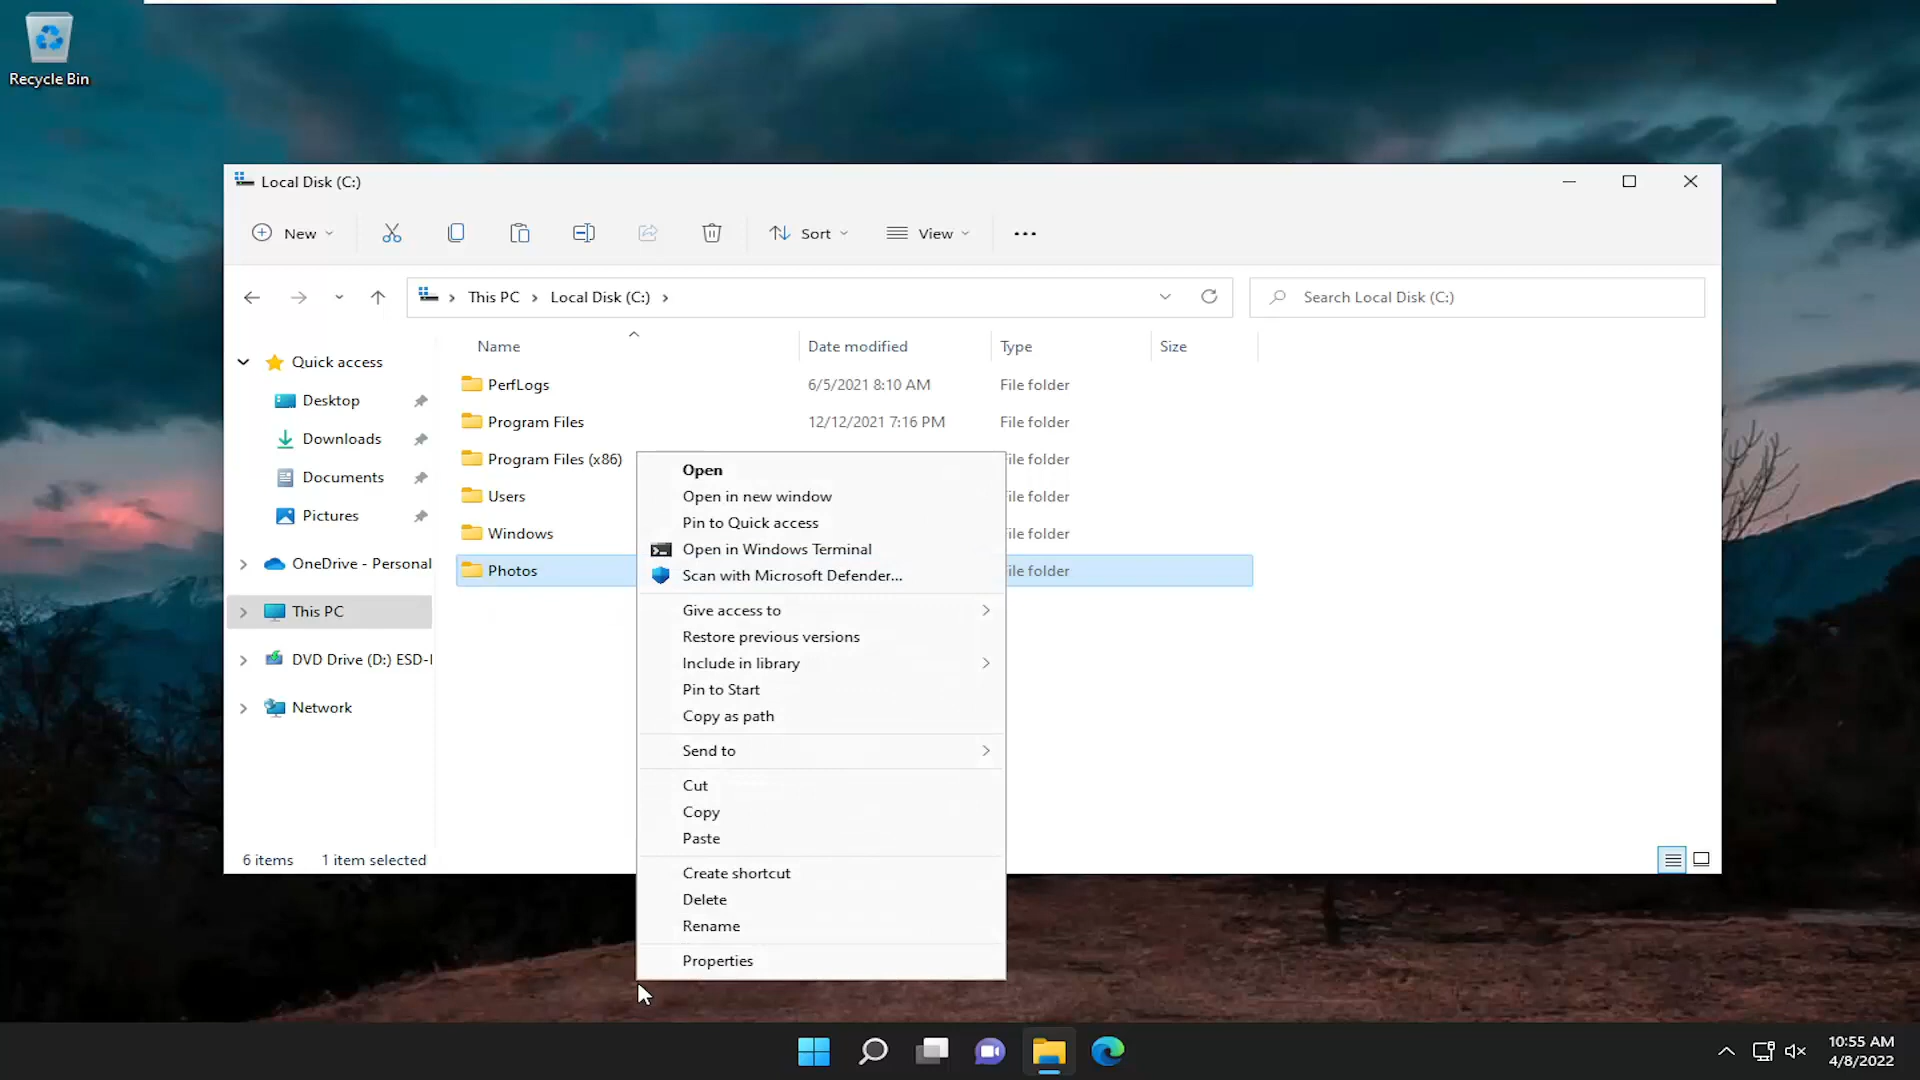 Recycle Bin
Local Disk (C:)
New
Sort
View
This PC
Local Disk (C:)
Search Local Disk (C:)
Name
Date modified
Type
Size
Quick access
Desktop
Downloads
Documents
Pictures
OneDrive - Personal
This PC
DVD Drive (D:) ESD-I
Network
PerfLogs 6/5/2021 8:10 AM File folder
Program Files 12/12/2021 7:16 PM File folder
Program Files (x86) File folder
Users File folder
Windows File folder
Photos File folder
Open
Open in new window
Pin to Quick access
Open in Windows Terminal
Scan with Microsoft Defender...
Give access to
Restore previous versions
Include in library
Pin to Start
Copy as path
Send to
Cut
Copy
Paste
Create shortcut
Delete
Rename
Properties
6 items 1 item selected
10:55 AM
4/8/2022